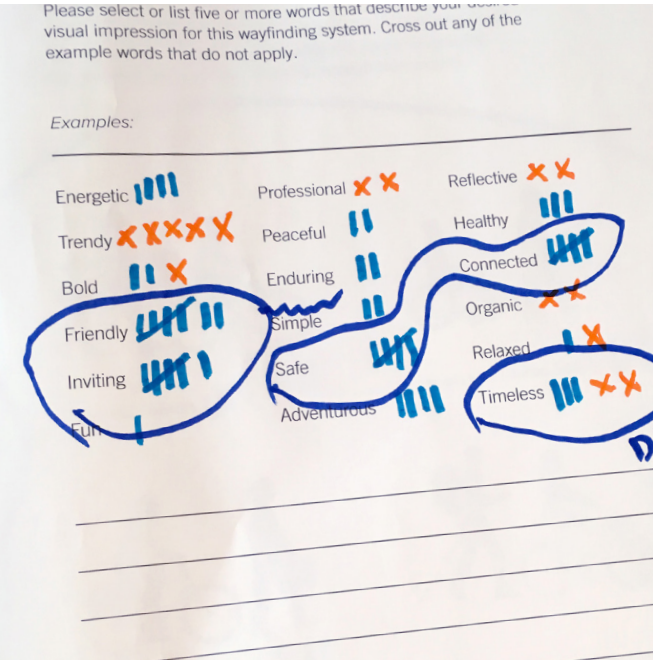 Please select or list five or more words that describe your desired
visual impression for this wayfinding system. Cross out any of the
example words that do not apply.
Examples:
Energetic
Trendy
Bold
Friendly
Inviting
Fun
Professional
Peaceful
Enduring
Simple
Safe
Adventurous
Reflective
Healthy
Connected
Organic
Relaxed
Timeless
D